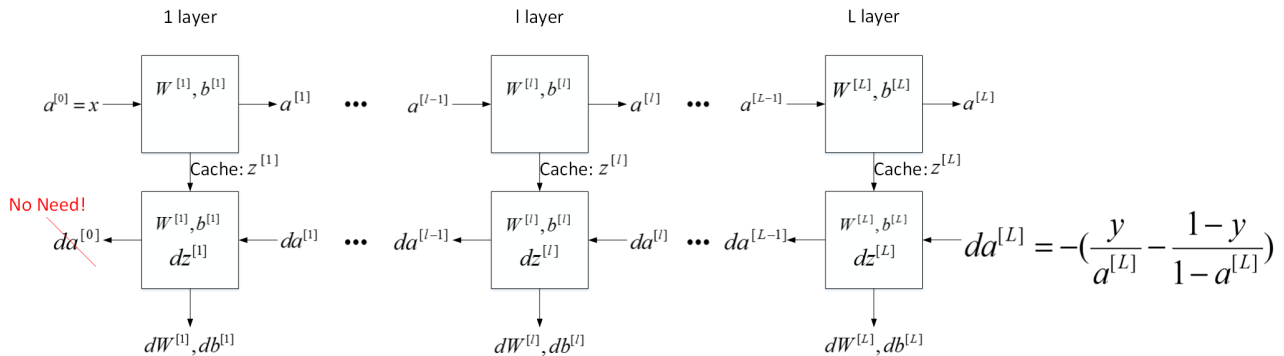 1 layer l layer L layer
W^{[1]}, b^{[1]} W^{[l]}, b^{[l]} W^{[L]}, b^{[L]}
a^{[0]} = x a^{[1]} ••• a^{[l-1]} a^{[l]} ••• a^{[L-1]} a^{[L]}
Cache: z^{[1]} Cache: z^{[l]} Cache: z^{[L]}
No Need!
W^{[1]}, b^{[1]} W^{[l]}, b^{[l]} W^{[L]}, b^{[L]}
da^{[0]} dz^{[1]} da^{[1]} ••• da^{[l-1]} dz^{[l]} da^{[l]} ••• da^{[L-1]} dz^{[L]} da^{[L]} = -(\frac{y}{a^{[L]}} - \frac{1-y}{1-a^{[L]}})
dW^{[1]}, db^{[1]} dW^{[l]}, db^{[l]} dW^{[L]}, db^{[L]}